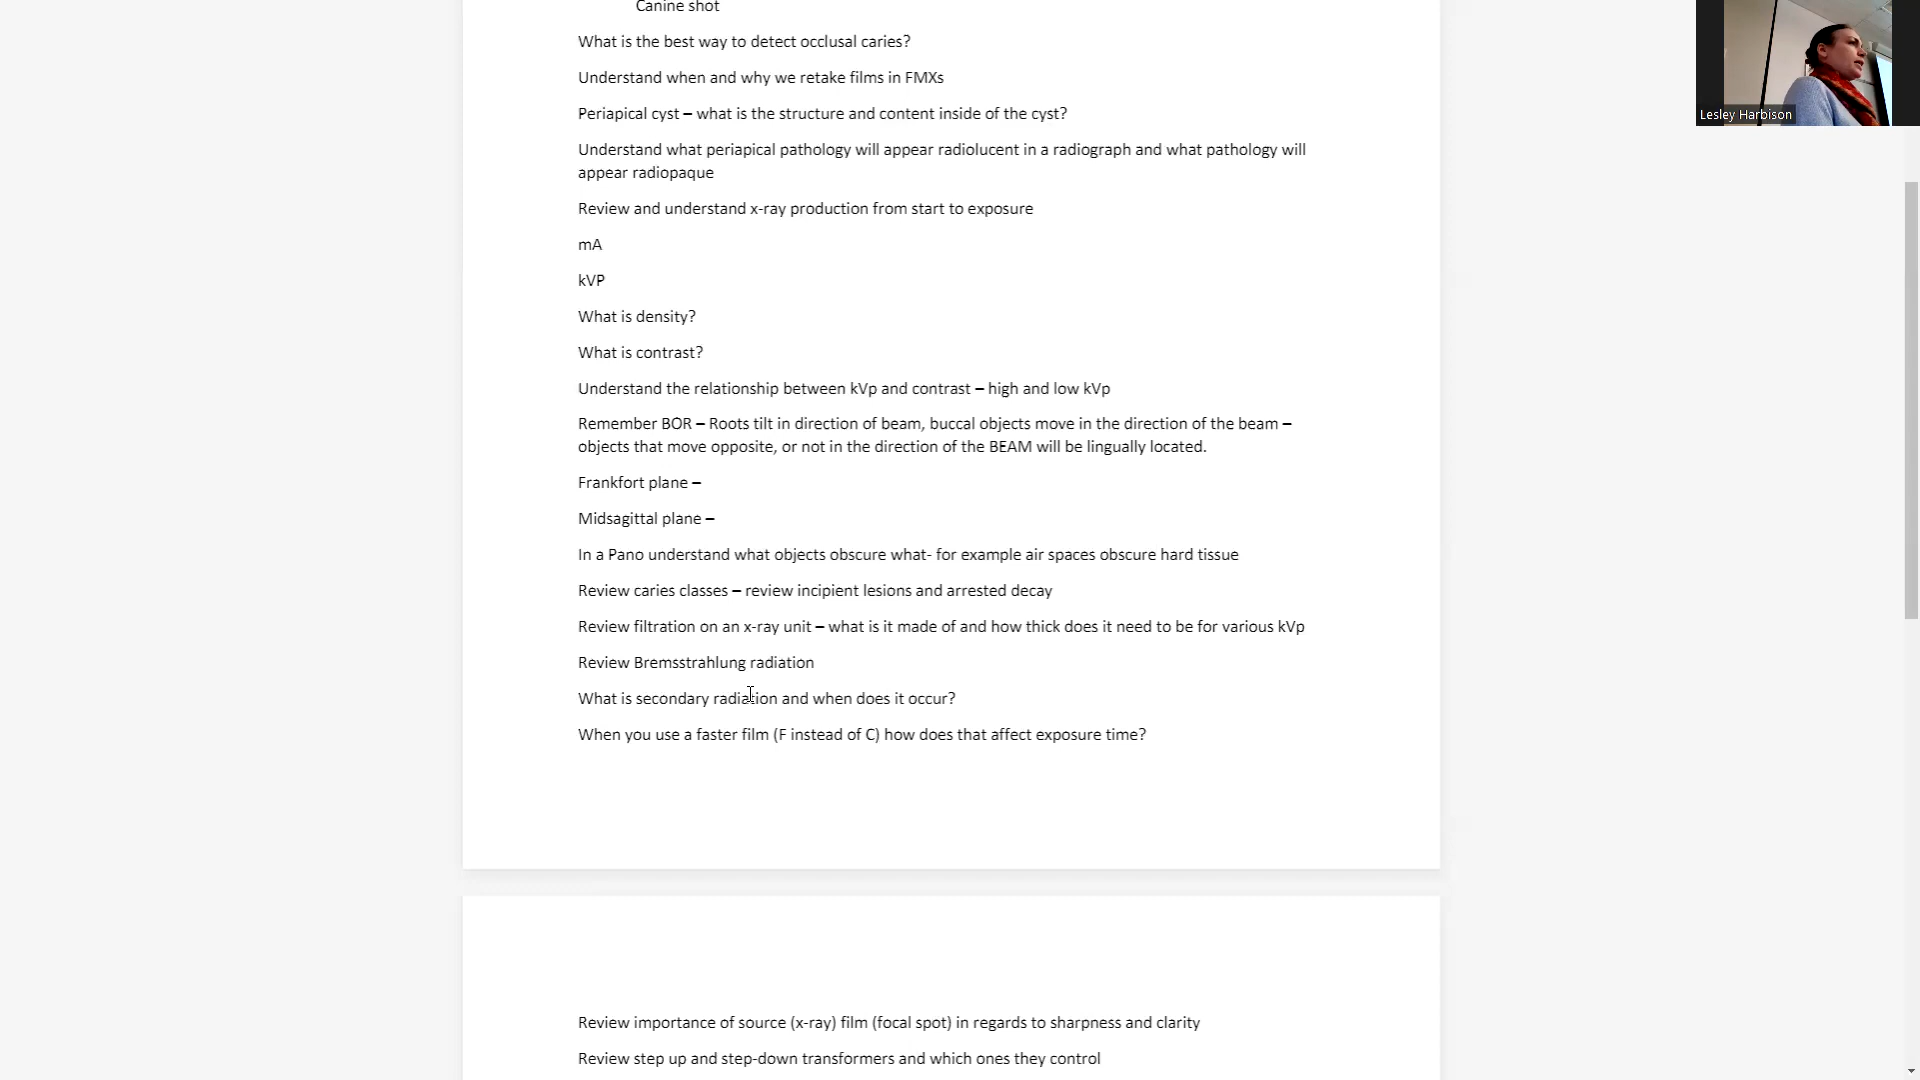 Canine shot
What is the best way to detect occlusal caries?
Understand when and why we retake films in FMXs
Periapical cyst – what is the structure and content inside of the cyst?
Understand what periapical pathology will appear radiolucent in a radiograph and what pathology will
appear radiopaque
Review and understand x-ray production from start to exposure
mA
kVP
What is density?
What is contrast?
Understand the relationship between kVp and contrast – high and low kVp
Remember BOR – Roots tilt in direction of beam, buccal objects move in the direction of the beam –
objects that move opposite, or not in the direction of the BEAM will be lingually located.
Frankfort plane –
Midsagittal plane –
In a Pano understand what objects obscure what- for example air spaces obscure hard tissue
Review caries classes – review incipient lesions and arrested decay
Review filtration on an x-ray unit – what is it made of and how thick does it need to be for various kVp
Review Bremsstrahlung radiation
What is secondary radiation and when does it occur?
When you use a faster film (F instead of C) how does that affect exposure time?
Review importance of source (x-ray) film (focal spot) in regards to sharpness and clarity
Review step up and step-down transformers and which ones they control
Lesley Harbison